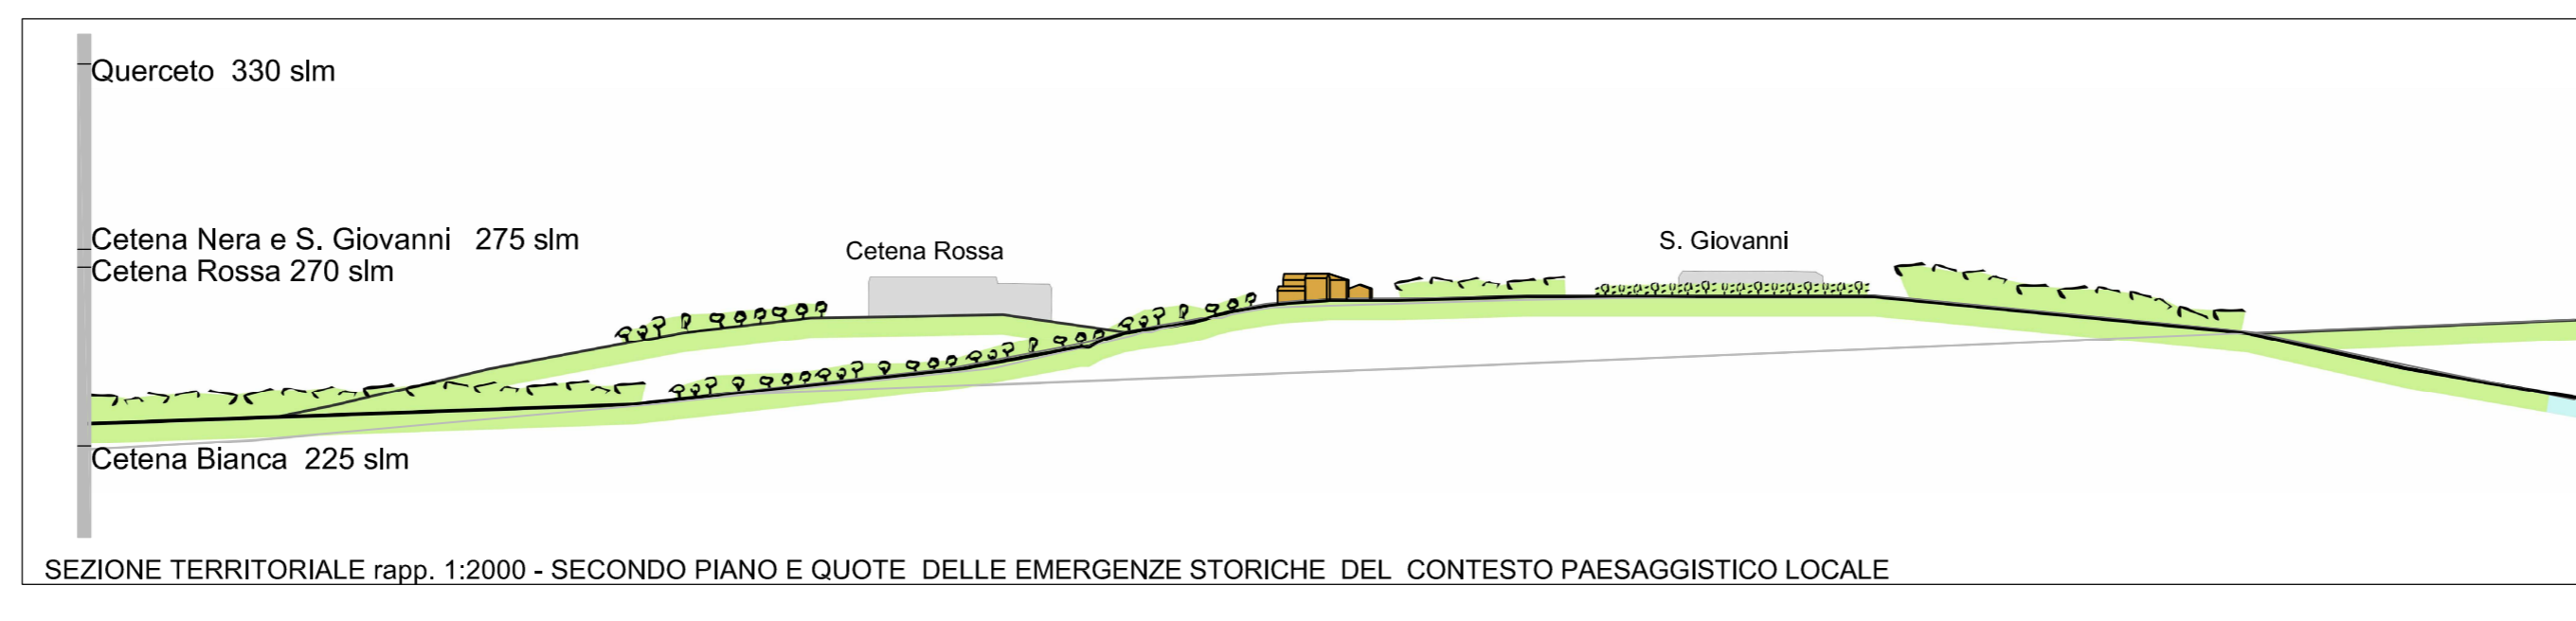 Querceto 330 slm
Cetena Nera e S. Giovanni 275 slm
Cetena Rossa 270 slm
Cetena Rossa
S. Giovanni
Cetena Bianca 225 slm
SEZIONE TERRITORIALE rapp. 1:2000 - SECONDO PIANO E QUOTE DELLE EMERGENZE STORICHE DEL CONTESTO PAESAGGISTICO LOCALE